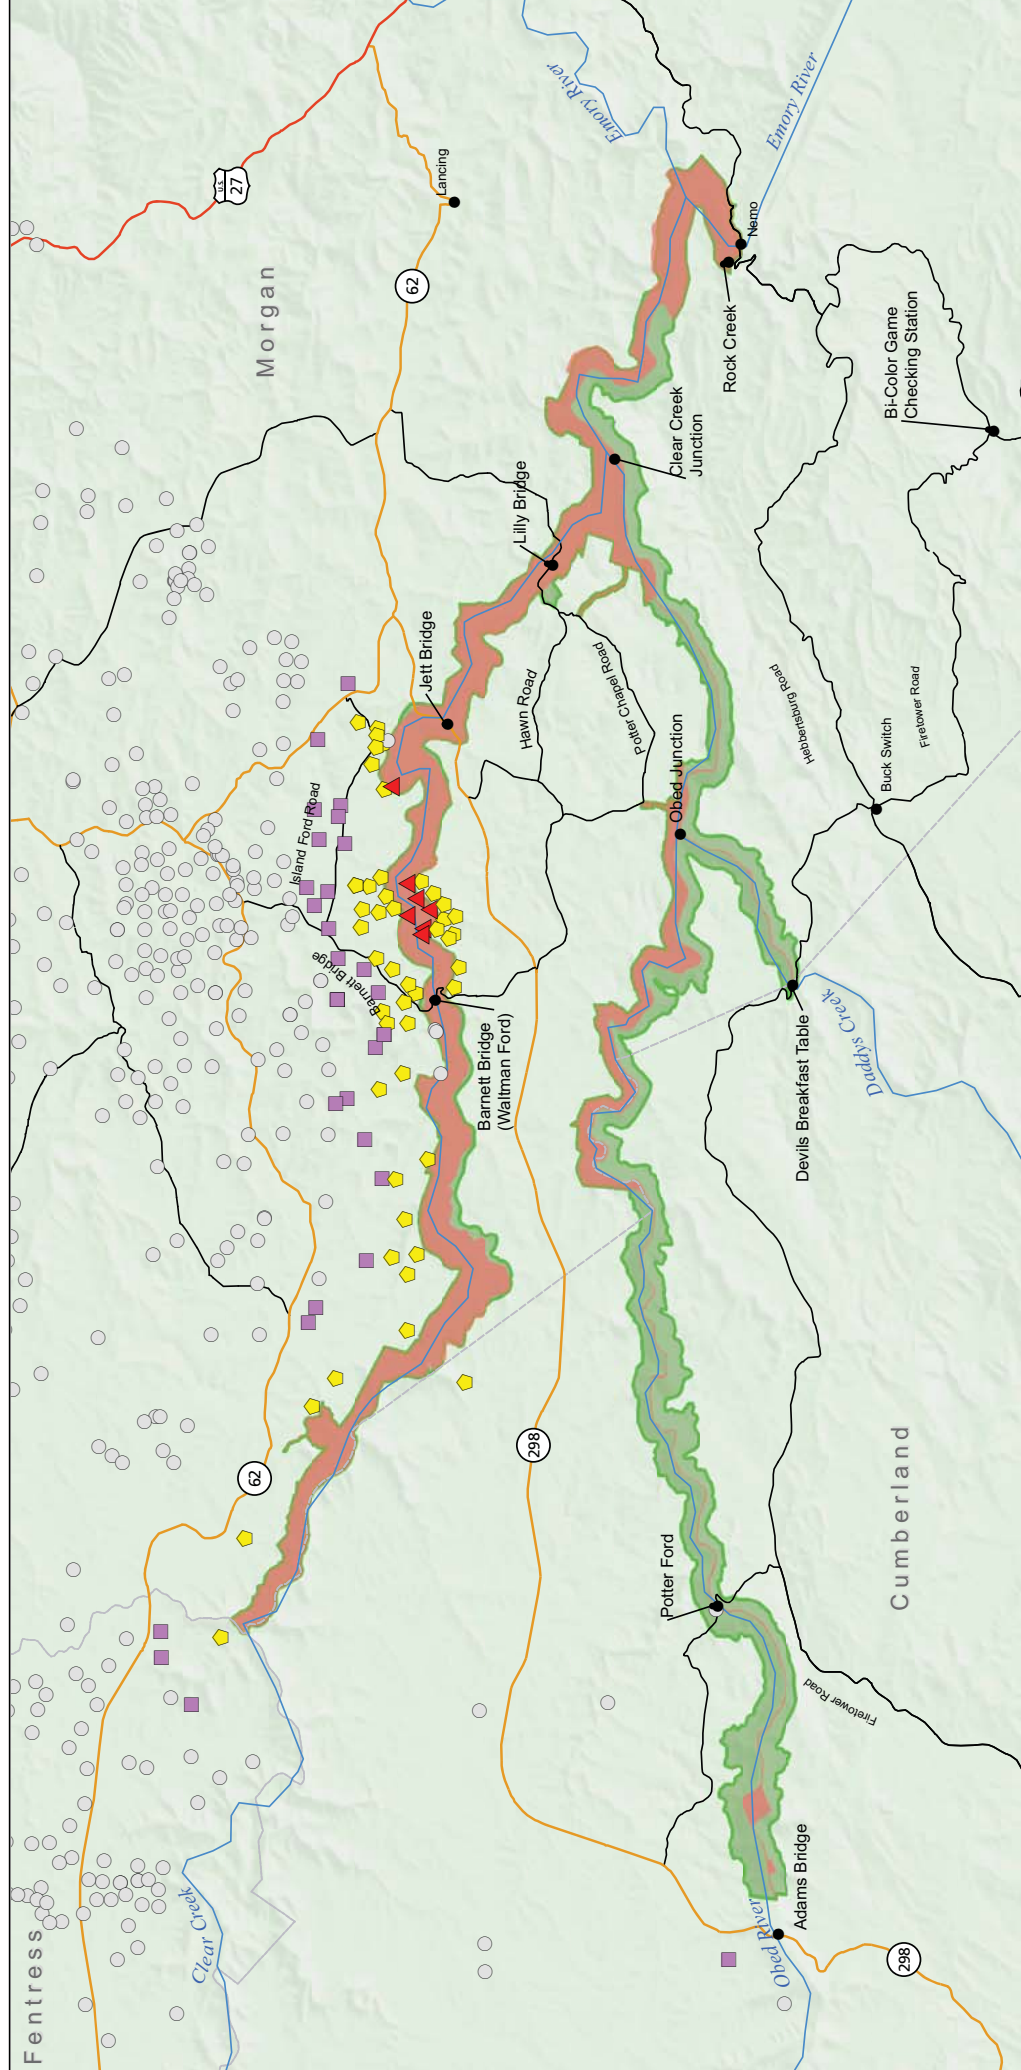 Fentress
Clear Creek
62
298
Adams Bridge
Obed River
298
Potter Ford
Firetower Road
Cumberland
Barnett Bridge
Island Ford Road
Barnett Bridge
(Waltman Ford)
Devils Breakfast Table
Daddys Creek
Obed Junction
Buck Switch
Firetower Road
Hebbensburg Road
Potter Chapel Road
Hawn Road
Jett Bridge
Lilly Bridge
Clear Creek
Junction
Rock Creek
Bi-Color Game
Checking Station
Nemo
Emory River
Emory River
Morgan
62
Lancing
U.S.
27